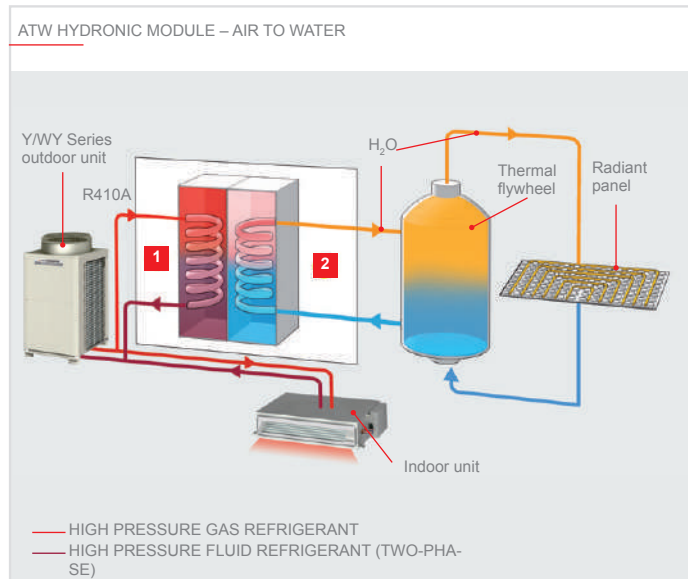 ATW HYDRONIC MODULE – AIR TO WATER
Y/WY Series
outdoor unit
R410A
H₂O
Thermal
flywheel
Radiant
panel
1
2
Indoor unit
HIGH PRESSURE GAS REFRIGERANT
HIGH PRESSURE FLUID REFRIGERANT (TWO-PHA-
SE)